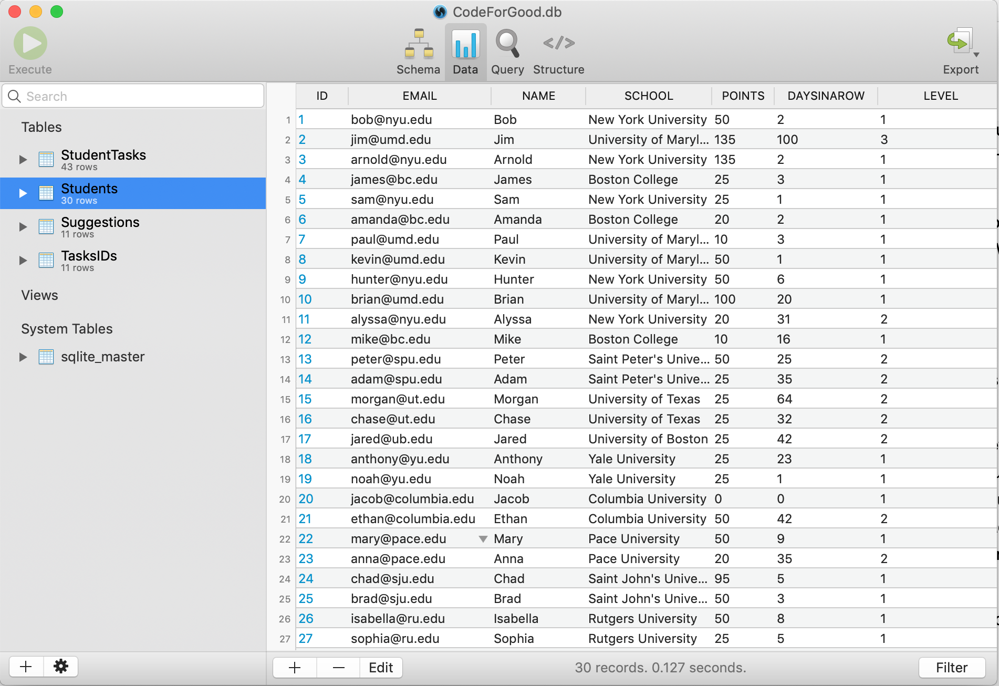 CodeForGood.db
Execute
Schema Data Query Structure
Export
Search
Tables
StudentTasks
43 rows
Students
30 rows
Suggestions
11 rows
TasksIDs
11 rows
Views
System Tables
sqlite_master
ID EMAIL NAME SCHOOL POINTS DAYSINAROW LEVEL
1 1 bob@nyu.edu Bob New York University 50 2 1
2 2 jim@umd.edu Jim University of Maryl... 135 100 3
3 3 arnold@nyu.edu Arnold New York University 135 2 1
4 4 james@bc.edu James Boston College 25 3 1
5 5 sam@nyu.edu Sam New York University 25 1 1
6 6 amanda@bc.edu Amanda Boston College 20 2 1
7 7 paul@umd.edu Paul University of Maryl... 10 3 1
8 8 kevin@umd.edu Kevin University of Maryl... 50 1 1
9 9 hunter@nyu.edu Hunter New York University 50 6 1
10 10 brian@umd.edu Brian University of Maryl... 100 20 1
11 11 alyssa@nyu.edu Alyssa New York University 20 31 2
12 12 mike@bc.edu Mike Boston College 10 16 1
13 13 peter@spu.edu Peter Saint Peter's Unive... 50 25 2
14 14 adam@spu.edu Adam Saint Peter's Unive... 25 35 2
15 15 morgan@ut.edu Morgan University of Texas 25 64 2
16 16 chase@ut.edu Chase University of Texas 25 32 2
17 17 jared@ub.edu Jared University of Boston 25 42 2
18 18 anthony@yu.edu Anthony Yale University 25 23 1
19 19 noah@yu.edu Noah Yale University 25 1 1
20 20 jacob@columbia.edu Jacob Columbia University 0 0 1
21 21 ethan@columbia.edu Ethan Columbia University 50 42 2
22 22 mary@pace.edu Mary Pace University 50 9 1
23 23 anna@pace.edu Anna Pace University 20 35 2
24 24 chad@sju.edu Chad Saint John's Unive... 95 5 1
25 25 brad@sju.edu Brad Saint John's Unive... 50 3 1
26 26 isabella@ru.edu Isabella Rutgers University 50 8 1
27 27 sophia@ru.edu Sophia Rutgers University 25 5 1
Edit
30 records. 0.127 seconds.
Filter